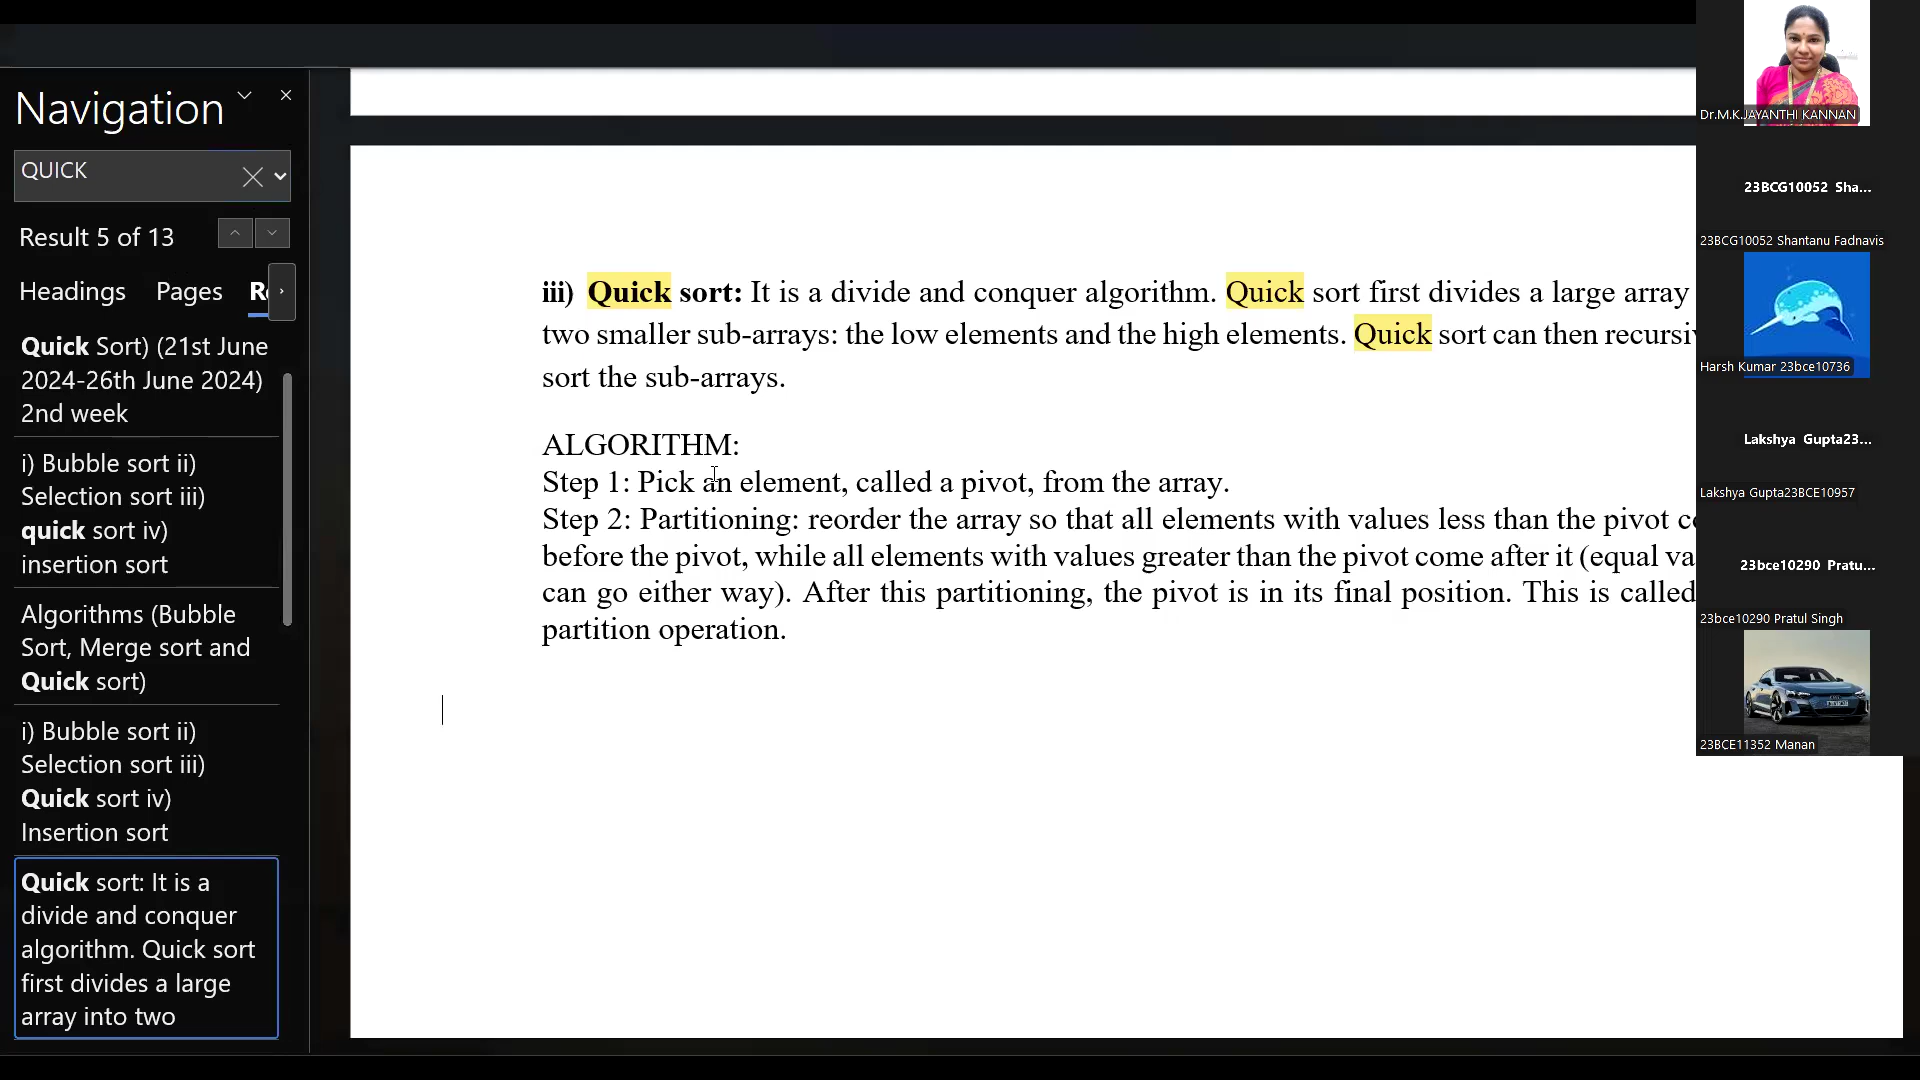 Navigation
QUICK
Result 5 of 13
Headings Pages
Quick Sort) (21st June
2024-26th June 2024)
2nd week
i) Bubble sort ii)
Selection sort iii)
quick sort iv)
insertion sort
Algorithms (Bubble
Sort, Merge sort and
Quick sort)
i) Bubble sort ii)
Selection sort iii)
Quick sort iv)
Insertion sort
Quick sort: It is a
divide and conquer
algorithm. Quick sort
first divides a large
array into two
iii) Quick sort: It is a divide and conquer algorithm. Quick sort first divides a large array
two smaller sub-arrays: the low elements and the high elements. Quick sort can then
sort the sub-arrays.
ALGORITHM:
Step 1: Pick an element, called a pivot, from the array.
Step 2: Partitioning: reorder the array so that all elements with values less than the pivot
before the pivot, while all elements with values greater than the pivot come after it (equal
can go either way). After this partitioning, the pivot is in its final position. This is called
partition operation.
Dr.M.K.JAYANTHI KANNAN
23BCG10052 Sha...
23BCG10052 Shantanu Fadnavis
Harsh Kumar 23bce10736
Lakshya Gupta23...
Lakshya Gupta23BCE10957
23bce10290 Pratu...
23bce10290 Pratul Singh
23BCE11352 Manan